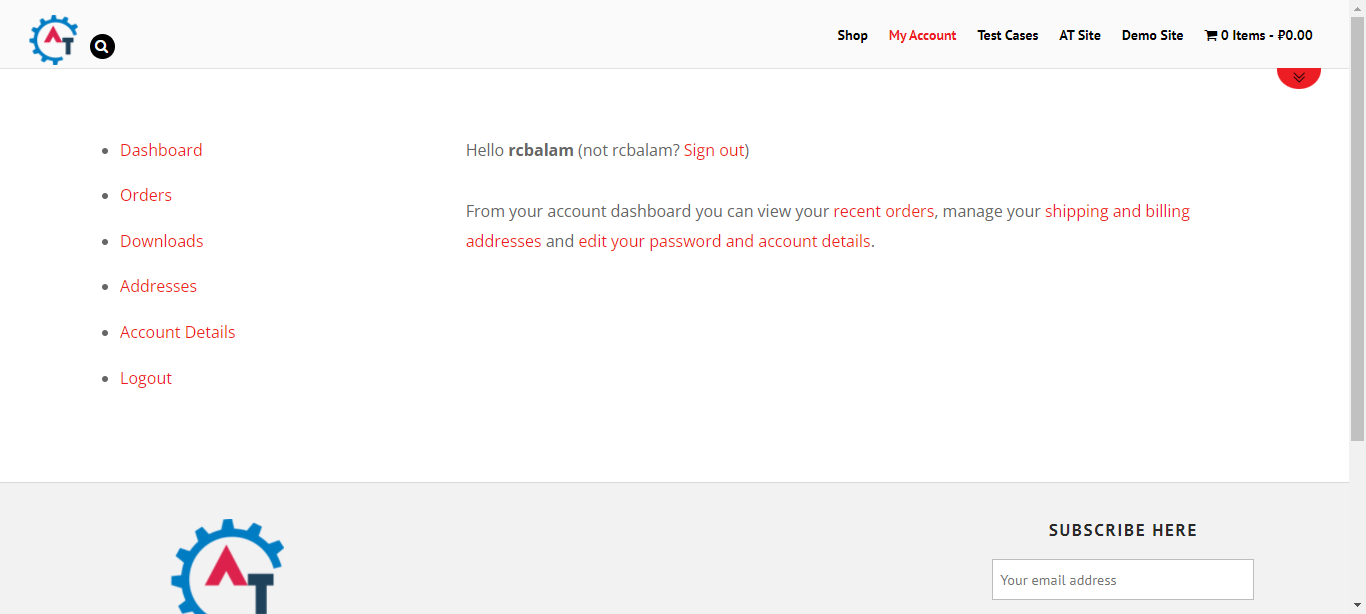 AT
Shop My Account Test Cases AT Site Demo Site 0 Items - ₽0.00
Dashboard
Orders
Downloads
Addresses
Account Details
Logout
Hello rcbalam (not rcbalam? Sign out)
From your account dashboard you can view your recent orders, manage your shipping and billing
addresses and edit your password and account details.
AT
SUBSCRIBE HERE
Your email address